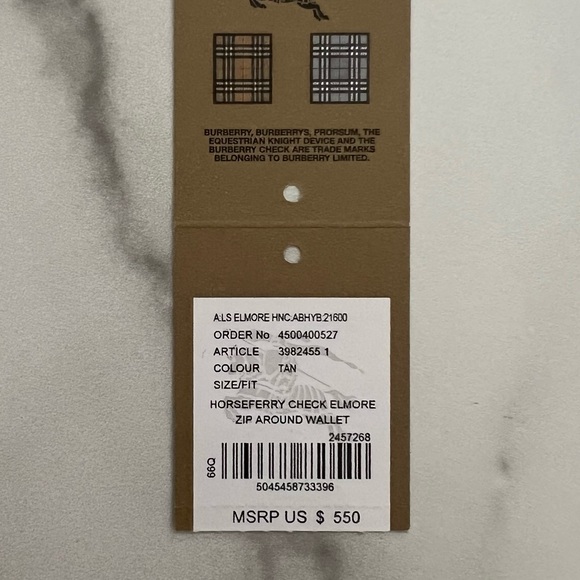 BURBERRY, BURBERRYS, PRORSUM, THE
EQUESTRIAN KNIGHT DEVICE AND THE
BURBERRY CHECK ARE TRADE MARKS
BELONGING TO BURBERRY LIMITED.
A:LS ELMORE HNC:ABHYB:21600
ORDER No 4500400527
ARTICLE 3982455 1
COLOUR TAN
SIZE/FIT
HORSEFERRY CHECK ELMORE
ZIP AROUND WALLET
2457268
66Q
5045458733396
MSRP US $ 550